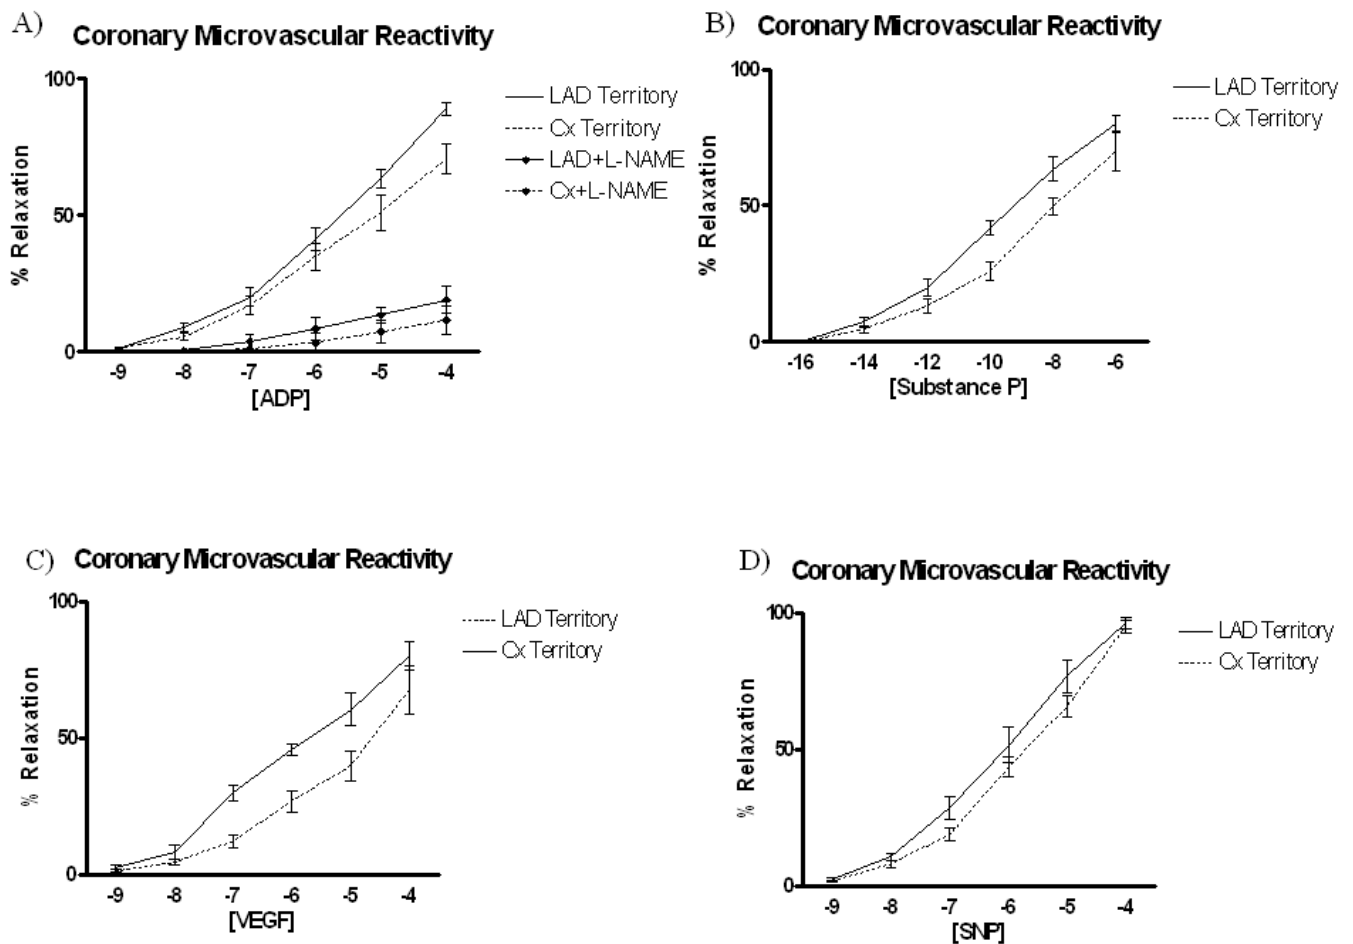 A)
Coronary Microvascular Reactivity
100
50
0
% Relaxation
-9 -8 -7 -6 -5 -4
[ADP]
LAD Territory
Cx Territory
LAD+L-NAME
Cx+L-NAME
B)
Coronary Microvascular Reactivity
100
50
0
% Relaxation
-16 -14 -12 -10 -8 -6
[Substance P]
LAD Territory
Cx Territory
C)
Coronary Microvascular Reactivity
100
50
0
% Relaxation
-9 -8 -7 -6 -5 -4
[VEGF]
LAD Territory
Cx Territory
D)
Coronary Microvascular Reactivity
100
50
0
% Relaxation
-9 -8 -7 -6 -5 -4
[SNP]
LAD Territory
Cx Territory